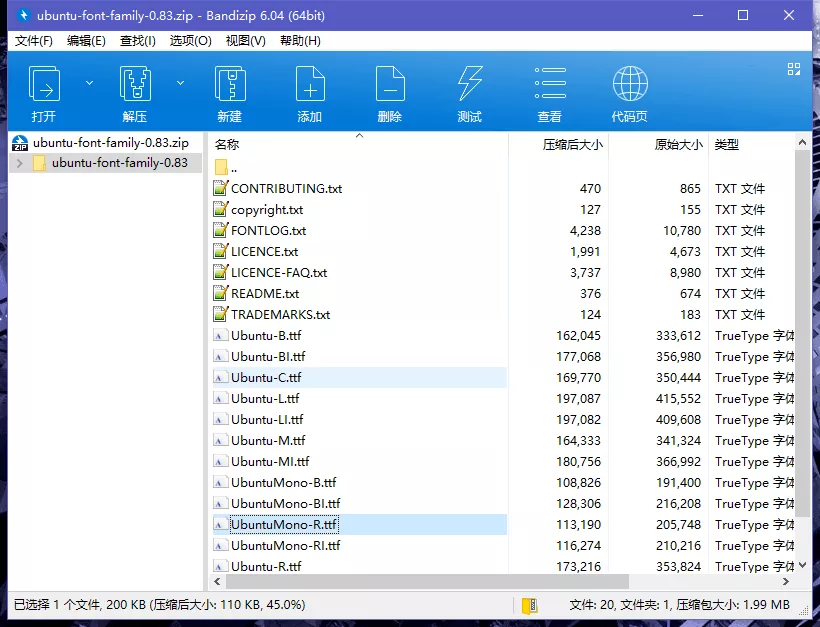 ubuntu-font-family-0.83.zip - Bandizip 6.04 (64bit)
文件(F) 编辑(E) 查找(I) 选项(O) 视图(V) 帮助(H)
打开 解压 新建 添加 删除 测试 查看 代码页
ubuntu-font-family-0.83.zip
ubuntu-font-family-0.83
名称 压缩后大小 原始大小 类型
..
CONTRIBUTING.txt 470 865 TXT 文件
copyright.txt 127 155 TXT 文件
FONTLOG.txt 4,238 10,780 TXT 文件
LICENCE.txt 1,991 4,673 TXT 文件
LICENCE-FAQ.txt 3,737 8,980 TXT 文件
README.txt 376 674 TXT 文件
TRADEMARKS.txt 124 183 TXT 文件
Ubuntu-B.ttf 162,045 333,612 TrueType 字体
Ubuntu-BI.ttf 177,068 356,980 TrueType 字体
Ubuntu-C.ttf 169,770 350,444 TrueType 字体
Ubuntu-L.ttf 197,087 415,552 TrueType 字体
Ubuntu-LI.ttf 197,082 409,608 TrueType 字体
Ubuntu-M.ttf 164,333 341,324 TrueType 字体
Ubuntu-MI.ttf 180,756 366,992 TrueType 字体
UbuntuMono-B.ttf 108,826 191,400 TrueType 字体
UbuntuMono-BI.ttf 128,306 216,208 TrueType 字体
UbuntuMono-R.ttf 113,190 205,748 TrueType 字体
UbuntuMono-RI.ttf 116,274 210,216 TrueType 字体
Ubuntu-R.ttf 173,216 353,824 TrueType 字体
已选择 1 个文件, 200 KB (压缩后大小: 110 KB, 45.0%) 文件: 20, 文件夹: 1, 压缩包大小: 1.99 MB